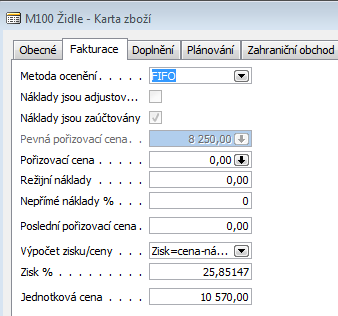 M100 Židle - Karta zboží
Obecné Fakturace Doplnění Plánování Zahraniční obchod
Metoda ocenění . . . . . FIFO
Náklady jsou adjustov...
Náklady jsou zaúčtovány
Pevná pořizovací cena . 8 250,00
Pořizovací cena . . . . . 0,00
Režijní náklady . . . . . 0,00
Nepřímé náklady % . . . 0
Poslední pořizovací cena . 0,00
Výpočet zisku/ceny . . . Zisk=cena-ná...
Zisk % . . . . . . . . . 25,85147
Jednotková cena . . . . 10 570,00